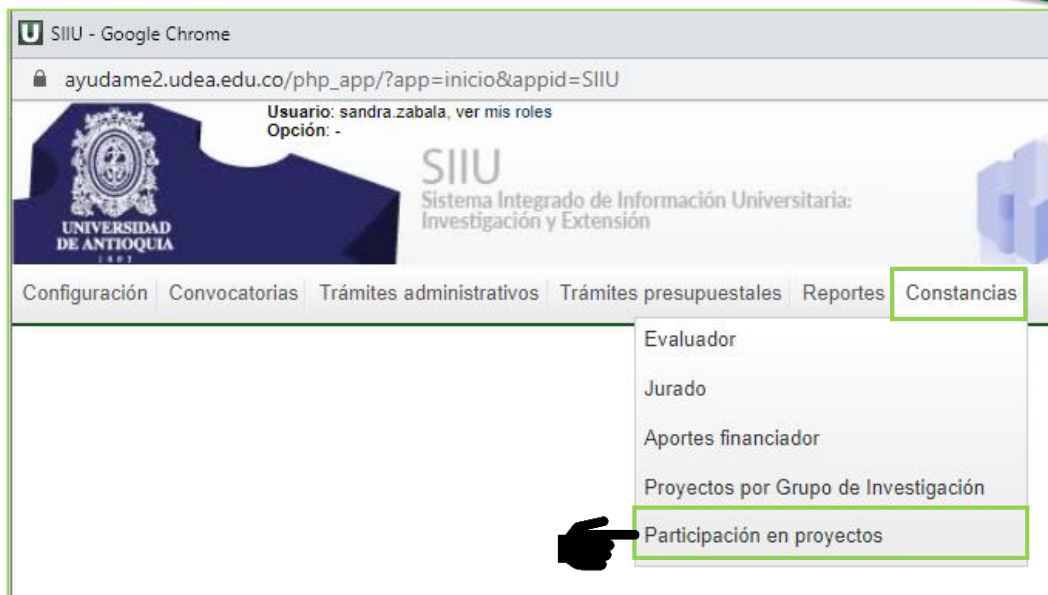 SIIU - Google Chrome
ayudame2.udea.edu.co/php_app/?app=inicio&appid=SIIU
Usuario: sandra.zabala, ver mis roles
Opción: -
SIIU
Sistema Integrado de Información Universitaria:
Investigación y Extensión
UNIVERSIDAD
DE ANTIOQUIA
1803
Configuración Convocatorias Trámites administrativos Trámites presupuestales Reportes Constancias
Evaluador
Jurado
Aportes financiador
Proyectos por Grupo de Investigación
Participación en proyectos